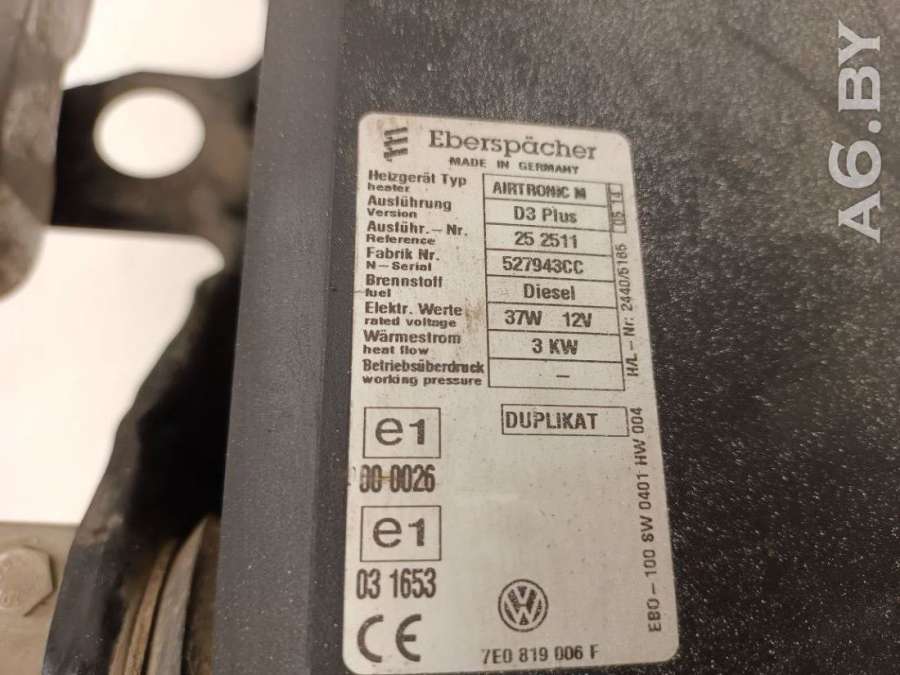 Eberspächer
MADE IN GERMANY
Heizgerät Typ
heater
AIRTRONIC M
Ausführung
Version
D3 Plus
Ausführ.-Nr.
Reference
25 2511
Fabrik Nr.
N-Serial
527943CC
Brennstoff
fuel
Diesel
Elektr. Werte
rated voltage
37W 12V
Wärmestrom
heat flow
3 KW
Betriebsüberdruck
working pressure
–
H/L-Nr: 2440/5165
DUPLIKAT
e1
00 0026
e1
03 1653
CE
VW
7E0 819 006 F
EBO-100 SW 0401 HW 004
A6.BY